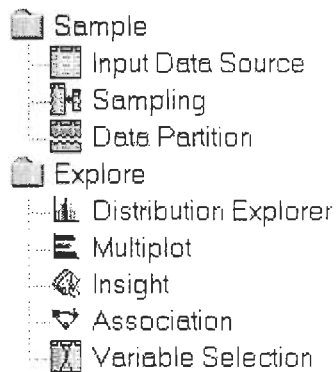 Sample
Input Data Source
Sampling
Data Partition
Explore
Distribution Explorer
Multiplot
Insight
Association
Variable Selection